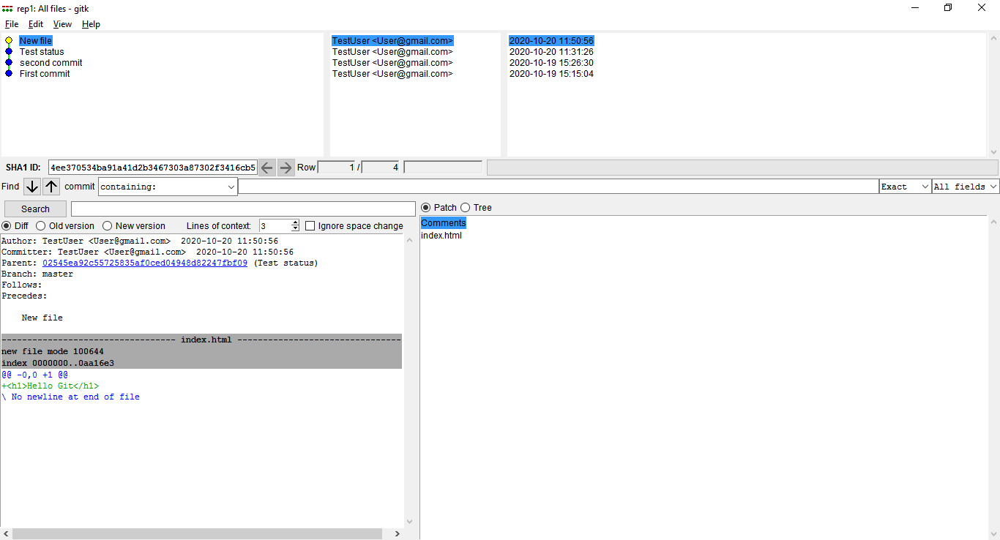 rep1: All files - gitk
File Edit View Help
New file TestUser <User@gmail.com> 2020-10-20 11:50:56
Test status TestUser <User@gmail.com> 2020-10-20 11:31:26
second commit TestUser <User@gmail.com> 2020-10-19 15:26:30
First commit TestUser <User@gmail.com> 2020-10-19 15:15:04
SHA1 ID: 4ee370534ba91a41d2b3467303a87302f3416cb5 Row 1 / 4
Find commit containing: Exact All fields
Search
Patch Tree
Diff Old version New version Lines of context: 3 Ignore space change
Comments
index.html
Author: TestUser <User@gmail.com> 2020-10-20 11:50:56
Committer: TestUser <User@gmail.com> 2020-10-20 11:50:56
Parent: 02545ea92c55725835af0ced04948d82247fbf09 (Test status)
Branch: master
Follows:
Precedes:
New file
---------------------------------- index.html --------------------------------
new file mode 100644
index 0000000..0aa16e3
@@ -0,0 +1 @@
+<h1>Hello Git</h1>
\ No newline at end of file